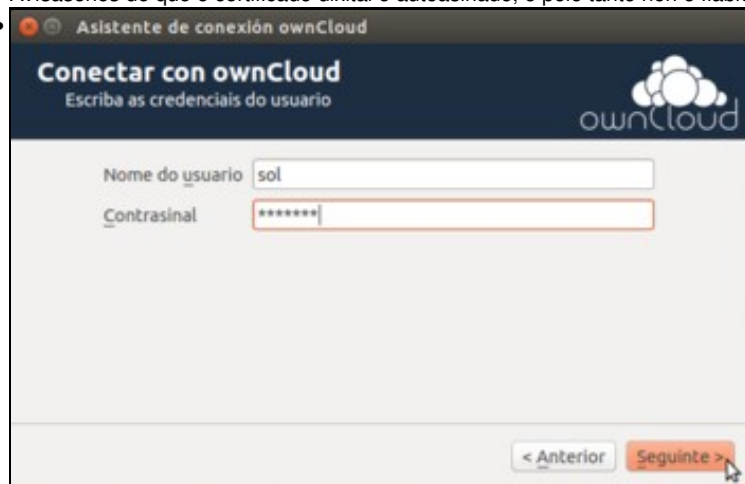 Asistente de conexión ownCloud
Conectar con ownCloud
Escriba as credenciais do usuario
ownCloud
Nome do usuario sol
Contrasinal *******
< Anterior Seguinte >